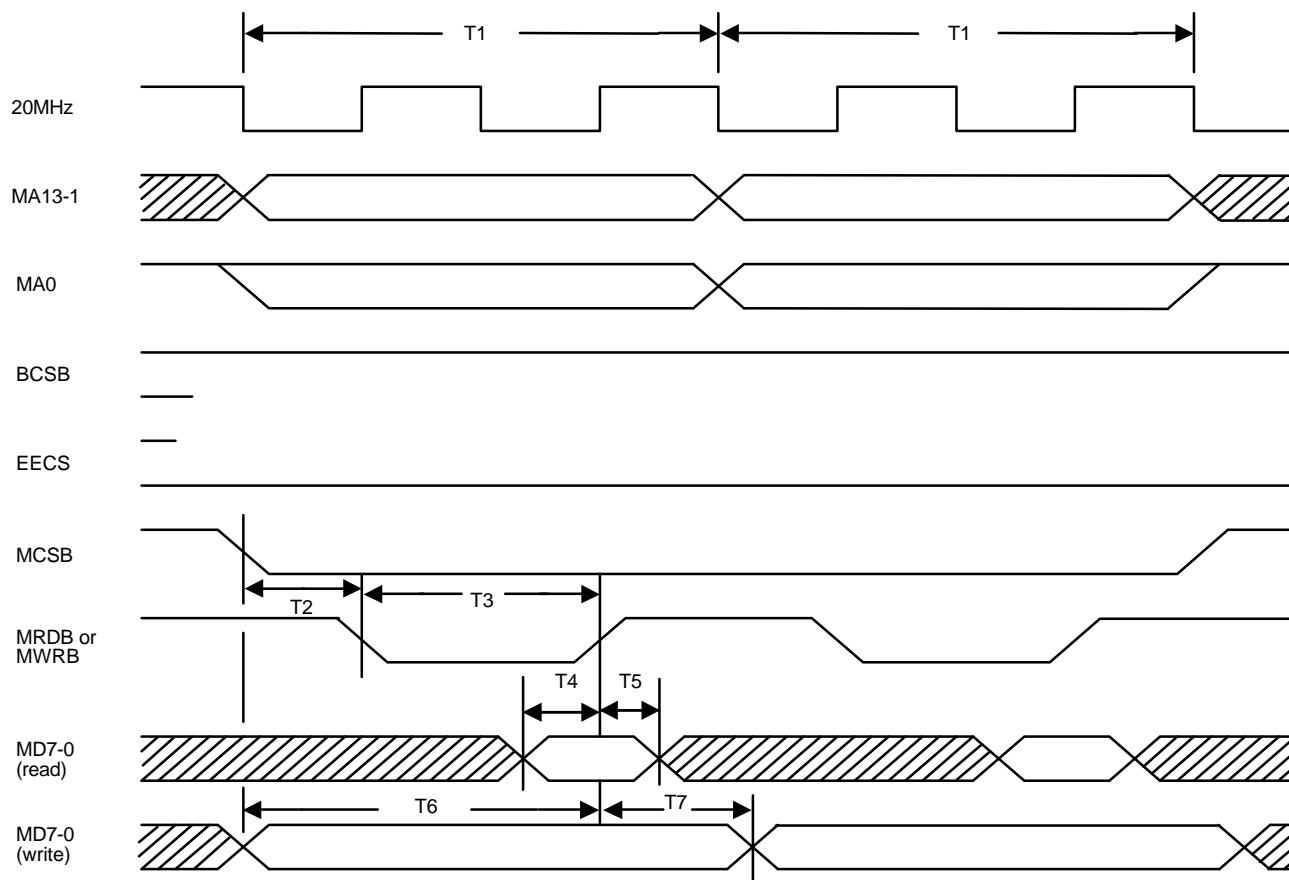 T1
T1
20MHz
MA13-1
MA0
BCSB
EECS
MCSB
T2
T3
MRDB or
MWRB
T4
T5
MD7-0
(read)
T6
T7
MD7-0
(write)